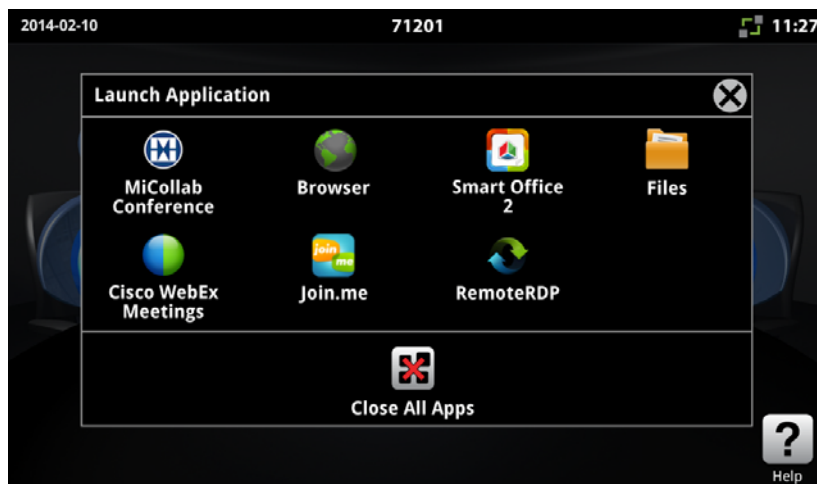 2014-02-10 71201 11:27
Launch Application
MiCollab
Conference
Browser
Smart Office
2
Files
Cisco WebEx
Meetings
join
me
Join.me
RemoteRDP
Close All Apps
?
Help